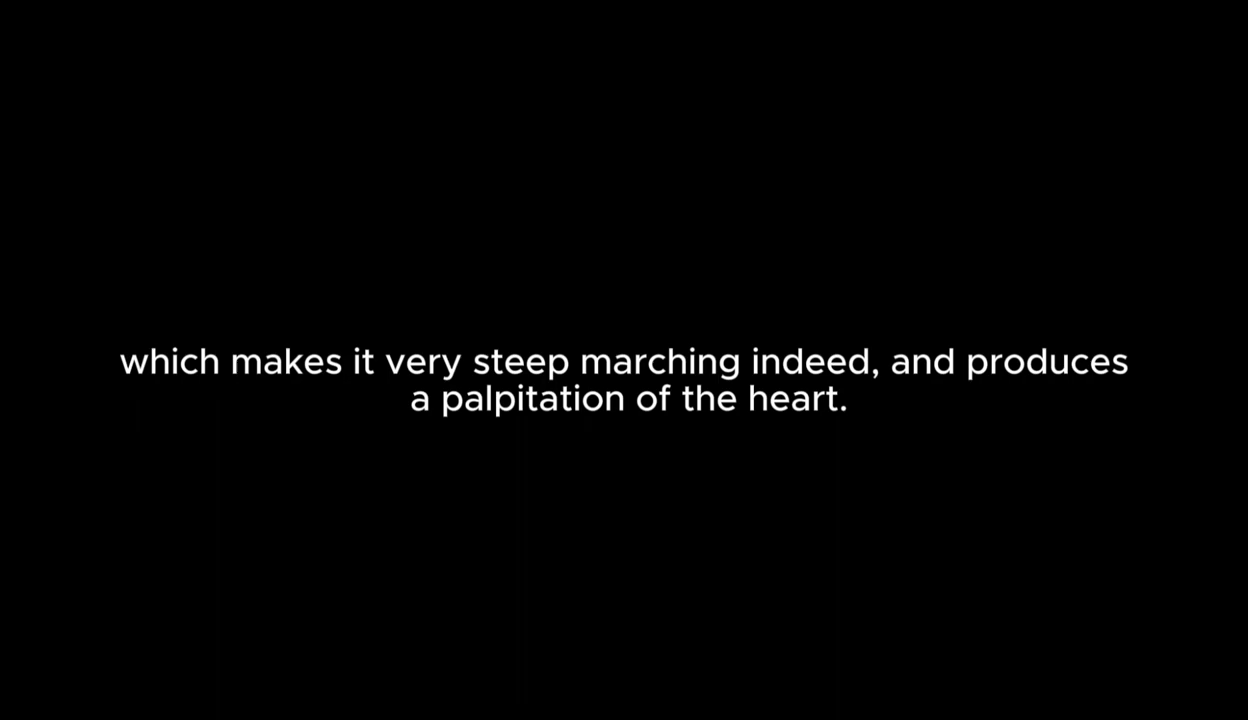 which makes it very steep marching indeed, and produces
a palpitation of the heart.